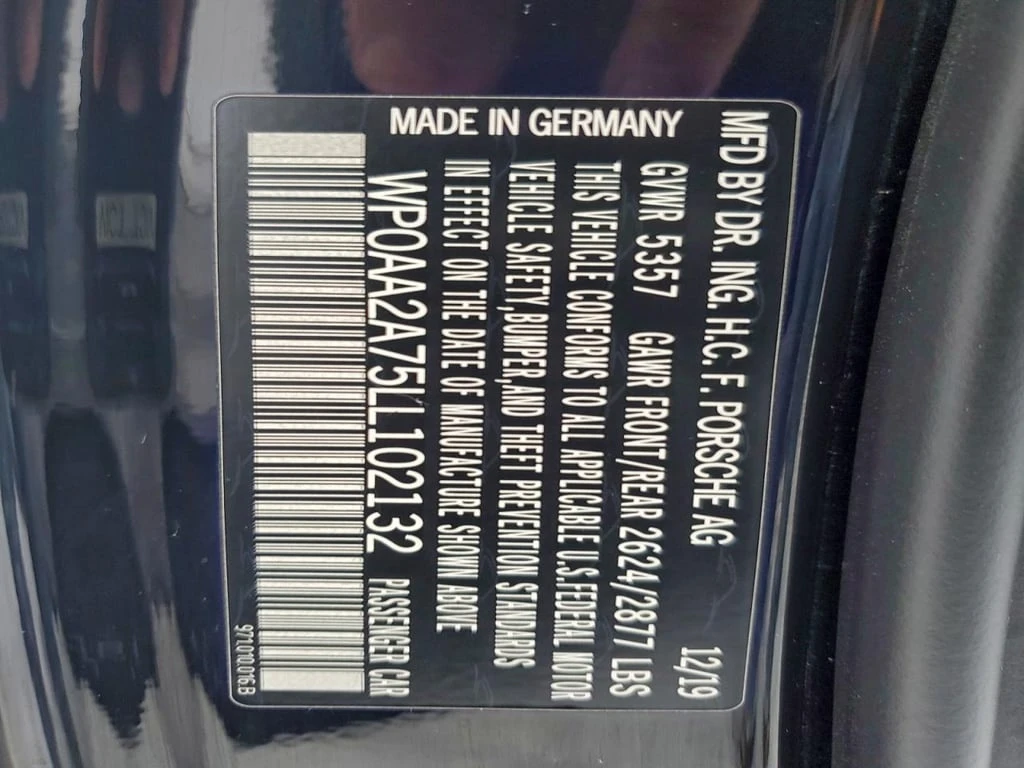 MFD BY DR. ING. H.C. F. PORSCHE AG 12/19
GVWR 5357 GAWR FRONT/REAR 2624/2877 LBS
THIS VEHICLE CONFORMS TO ALL APPLICABLE U.S.FEDERAL MOTOR
VEHICLE SAFETY,BUMPER,AND THEFT PREVENTION STANDARDS
IN EFFECT ON THE DATE OF MANUFACTURE SHOWN ABOVE
WP0AA2A75LL102132 PASSENGER CAR
MADE IN GERMANY